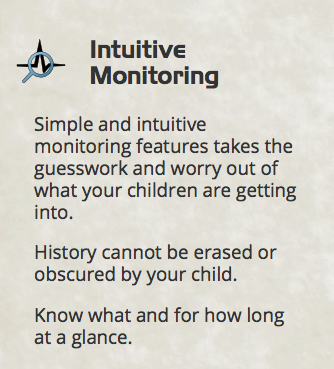 Intuitive
Monitoring
Simple and intuitive
monitoring features takes the
guesswork and worry out of
what your children are getting
into.
History cannot be erased or
obscured by your child.
Know what and for how long
at a glance.